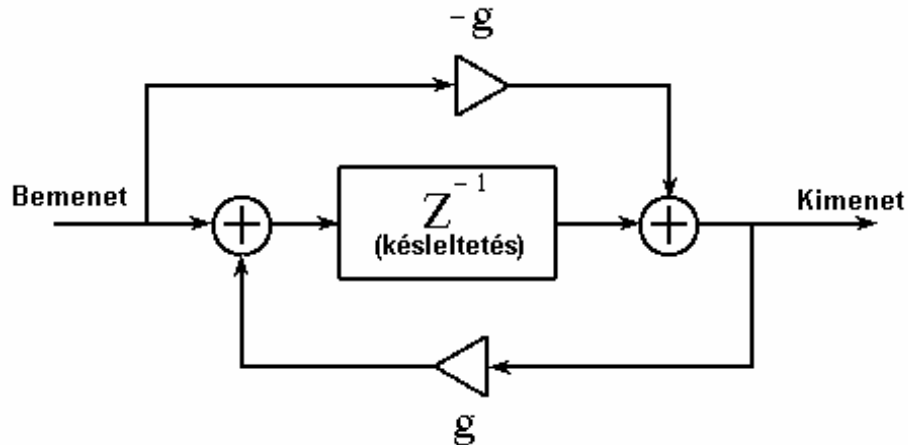 - g
Bemenet
Z⁻¹
(késleltetés)
Kimenet
g